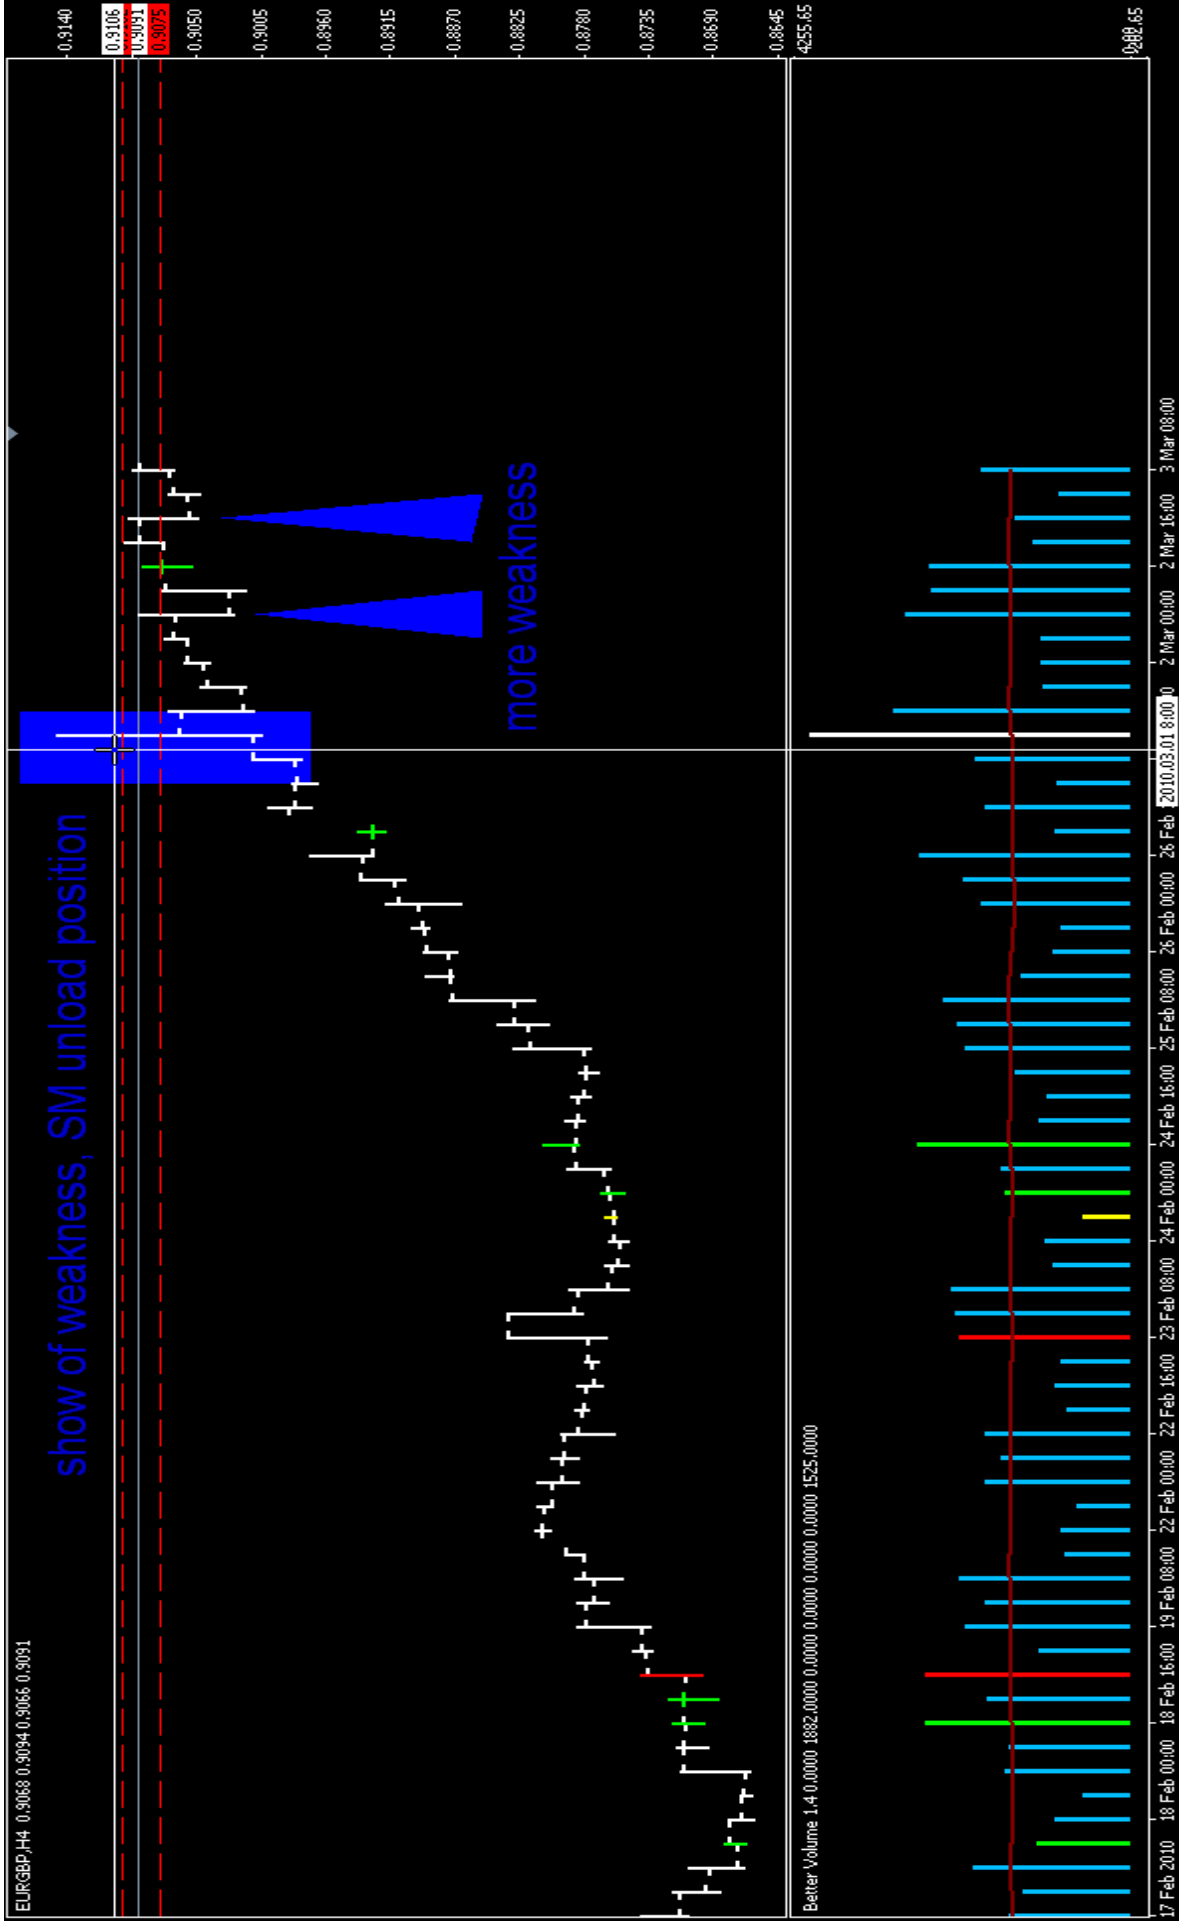 EURGBP,H4 0.9068 0.9094 0.9066 0.9091
show of weakness, SM unload position
more weakness
0.9140
0.9106
0.9091
0.9075
0.9050
0.9005
0.8960
0.8915
0.8870
0.8825
0.8780
0.8735
0.8690
0.8645
Better Volume 1.4 0.0000 1882.0000 0.0000 0.0000 0.0000 1525.0000
4255.65
17 Feb 2010
18 Feb 00:00
18 Feb 16:00
19 Feb 08:00
22 Feb 00:00
22 Feb 16:00
23 Feb 08:00
24 Feb 00:00
24 Feb 16:00
25 Feb 08:00
26 Feb 00:00
26 Feb
2010.03.01 8:00
2 Mar 00:00
2 Mar 16:00
3 Mar 08:00